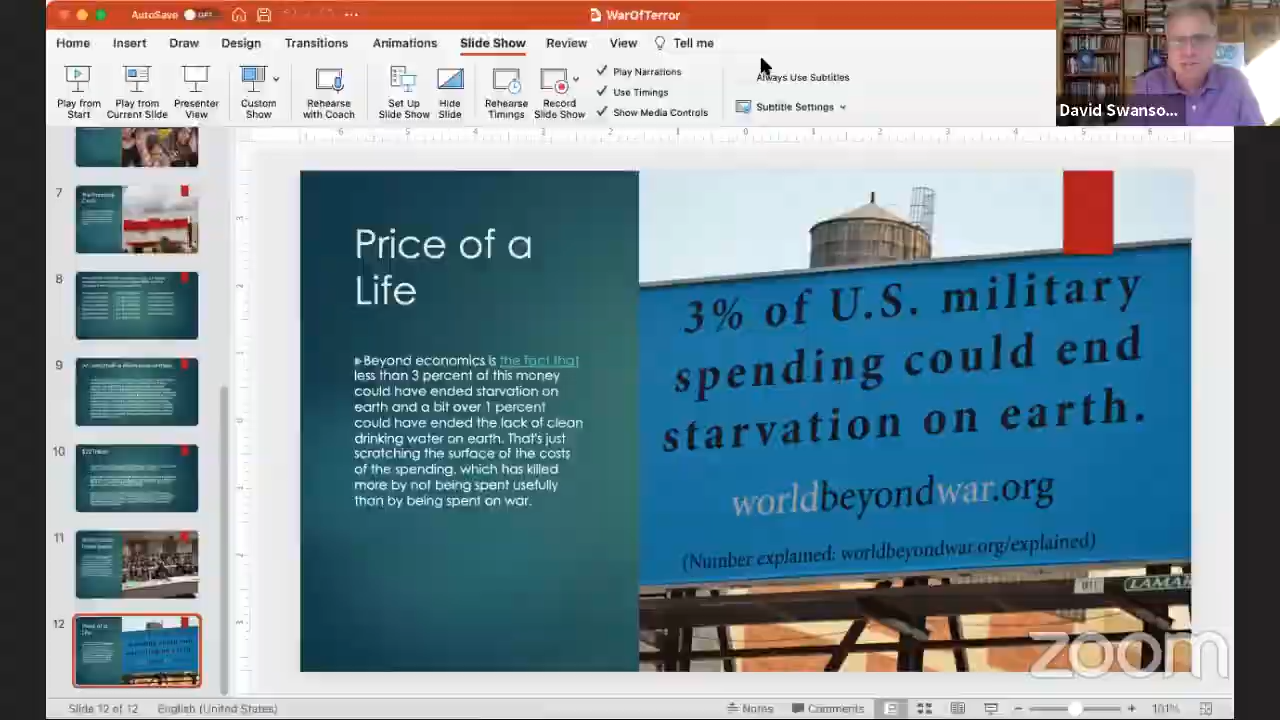 AutoSave OFF
WarOfTerror
Home Insert Draw Design Transitions Animations Slide Show Review View Tell me
Play from Start
Play from Current Slide
Presenter View
Custom Show
Rehearse with Coach
Set Up Slide Show
Hide Slide
Rehearse Timings
Record Slide Show
Play Narrations
Use Timings
Show Media Controls
Always Use Subtitles
Subtitle Settings
David Swanso...
7
8
9
10
11
12
Price of a
Life
Beyond economics is the fact that
less than 3 percent of this money
could have ended starvation on
earth and a bit over 1 percent
could have ended the lack of clean
drinking water on earth. That's just
scratching the surface of the costs
of the spending, which has killed
more by not being spent usefully
than by being spent on war.
3% of U.S. military
spending could end
starvation on earth.
worldbeyondwar.org
(Number explained: worldbeyondwar.org/explained)
LAMAR
zoom
Slide 12 of 12 English (United States)
Notes Comments 101%